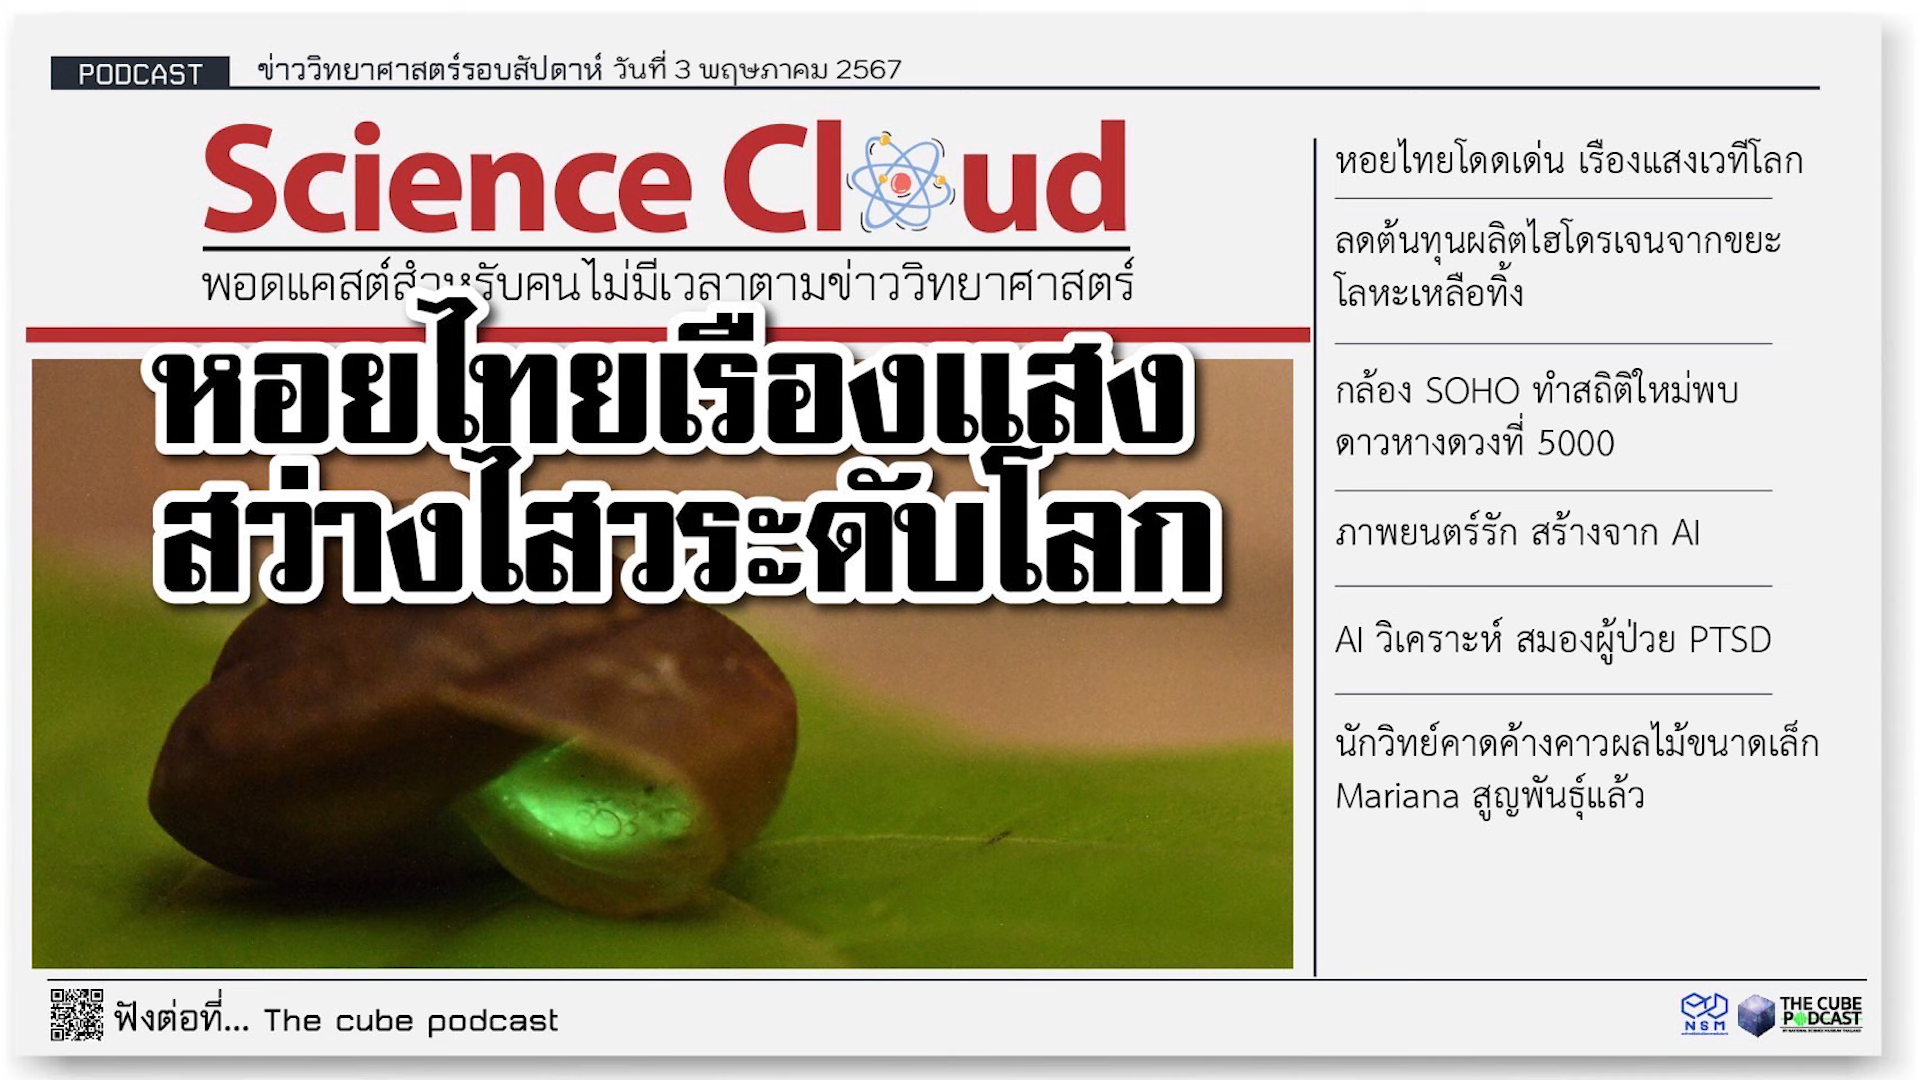 PODCAST
ข่าววิทยาศาสตร์รอบสัปดาห์ วันที่ 3 พฤษภาคม 2567
Science Cloud
พอดแคสต์สำหรับคนไม่มีเวลาตามข่าววิทยาศาสตร์
หอยไทยเรืองแสง
สว่างไสวระดับโลก
หอยไทยโดดเด่น เรืองแสงเวทีโลก
ลดต้นทุนผลิตไฮโดรเจนจากขยะ
โลหะเหลือทิ้ง
กล้อง SOHO ทำสถิติใหม่พบ
ดาวหางดวงที่ 5000
ภาพยนตร์รัก สร้างจาก AI
AI วิเคราะห์ สมองผู้ป่วย PTSD
นักวิทย์คาดค้างคาวผลไม้ขนาดเล็ก
Mariana สูญพันธุ์แล้ว
ฟังต่อที่... The cube podcast
NSM
THE CUBE
PODCAST
BY NATIONAL SCIENCE MUSEUM THAILAND